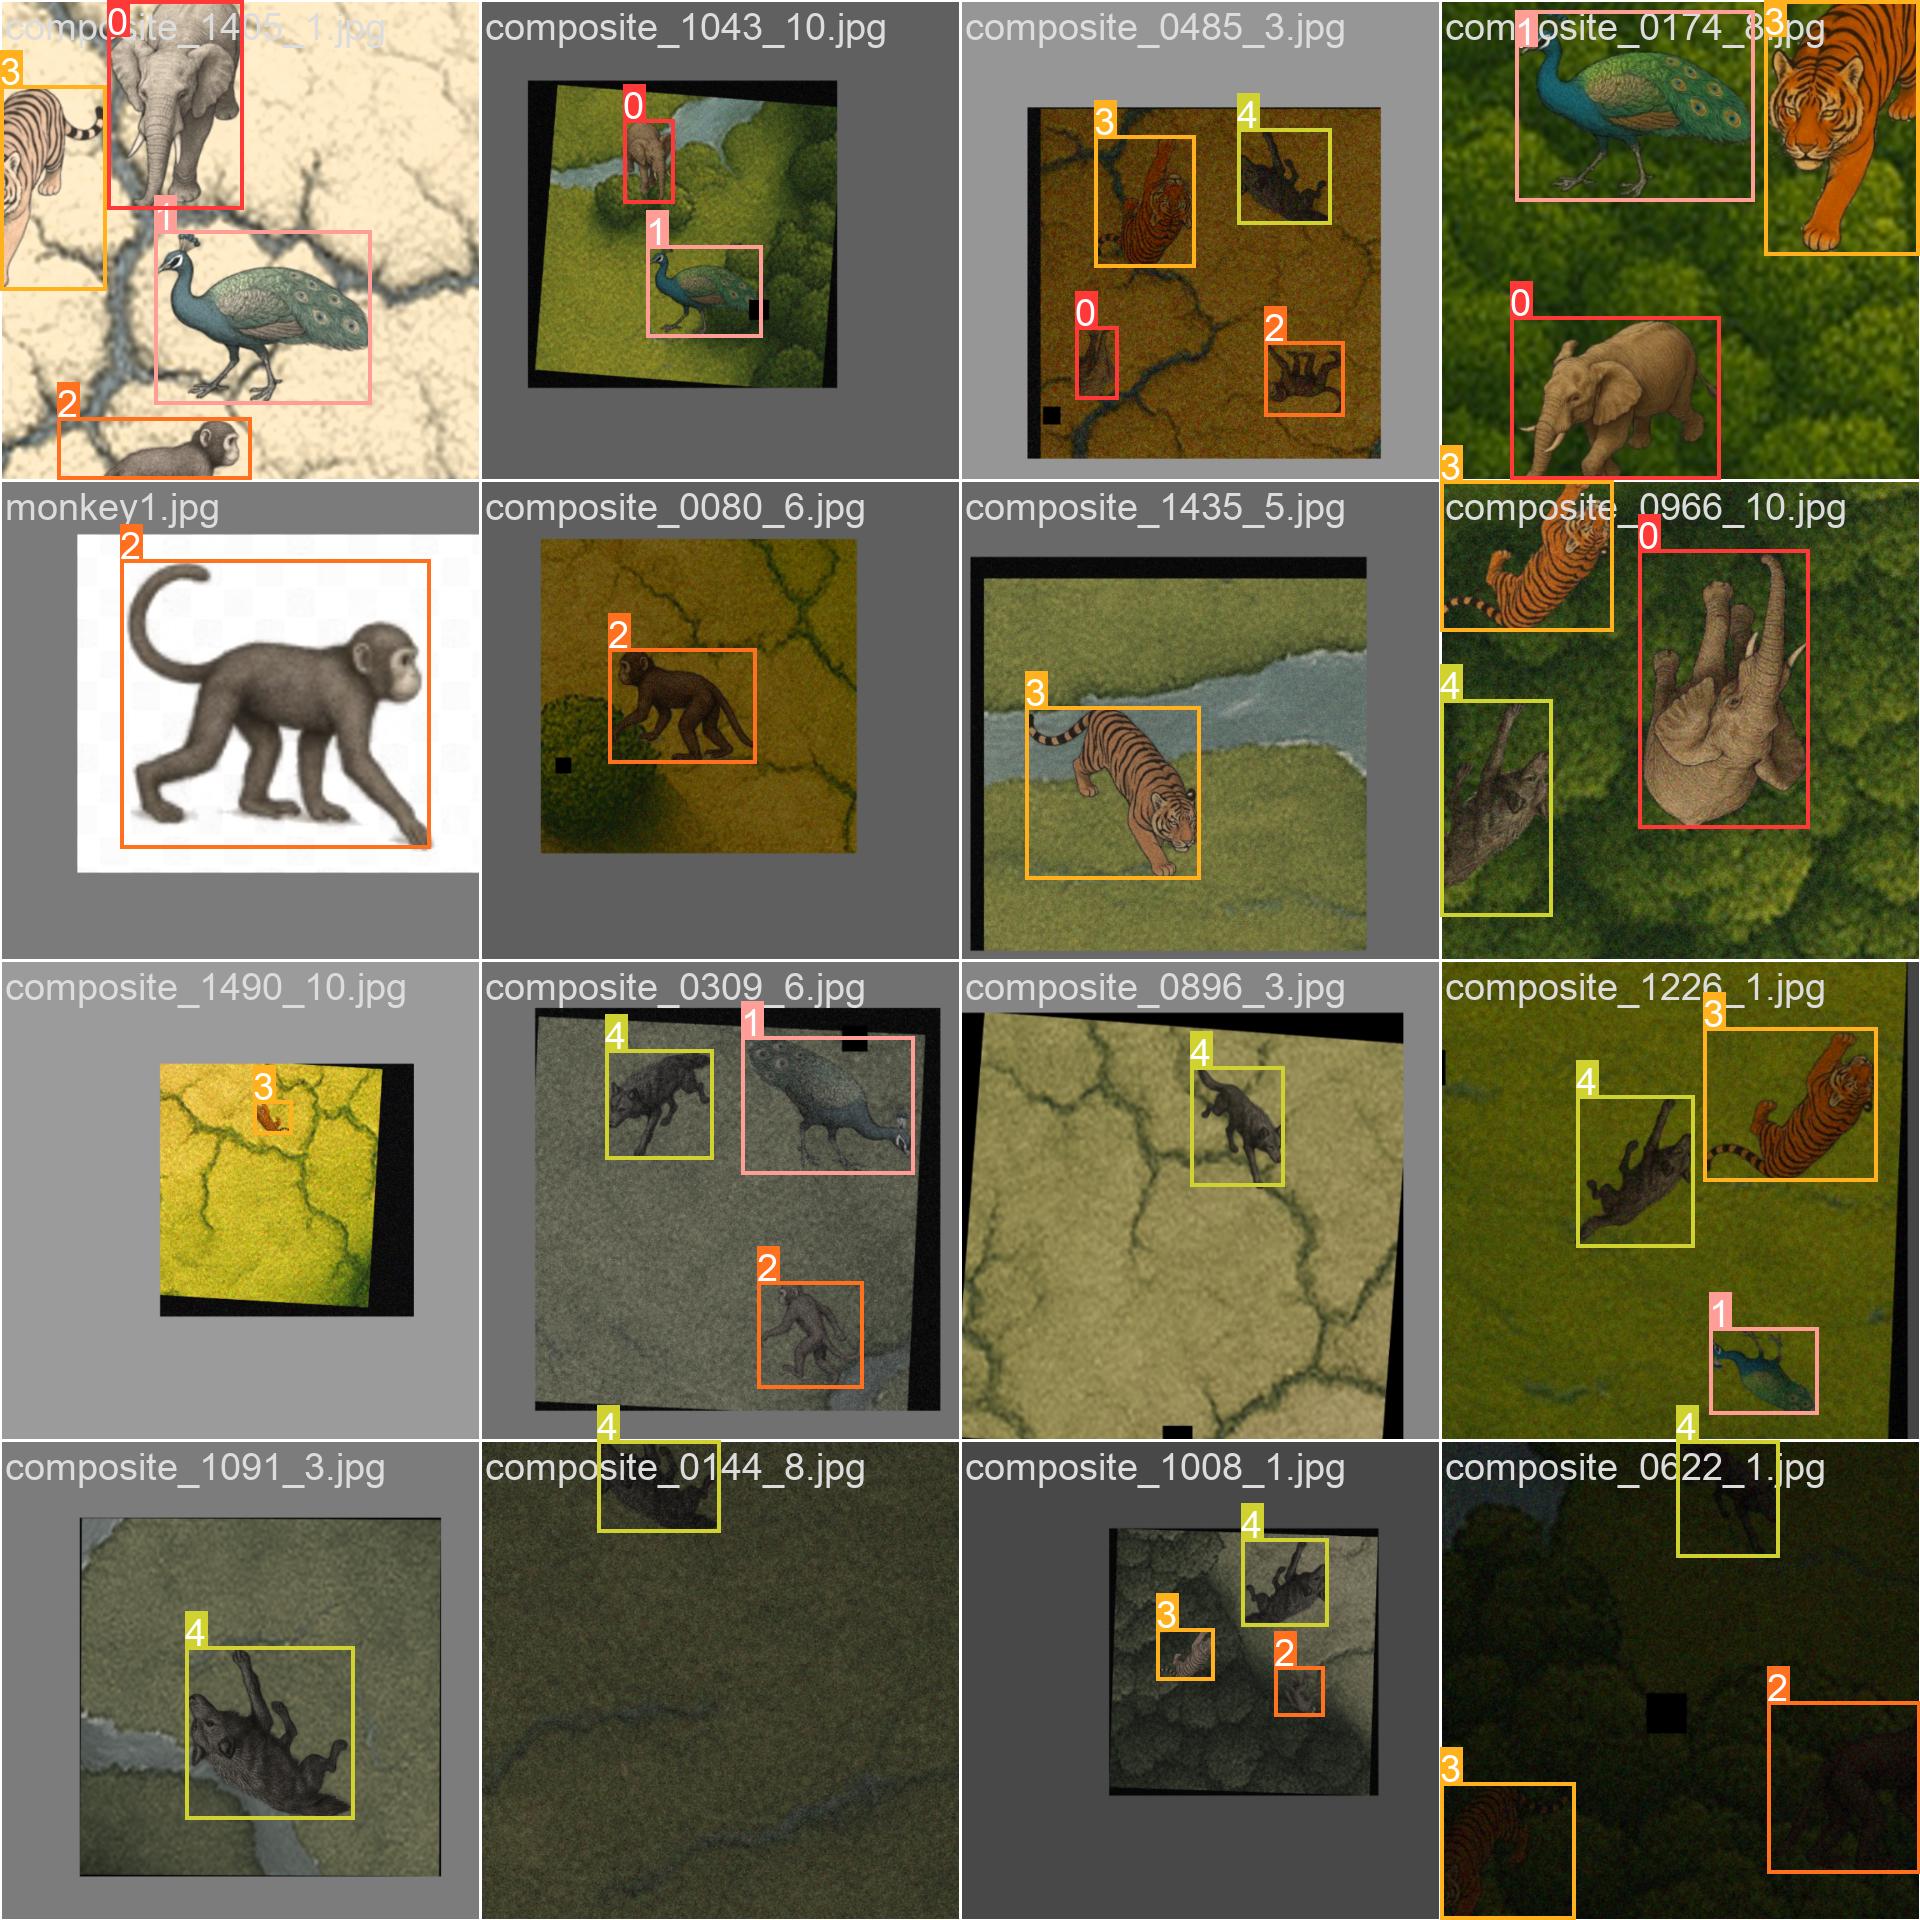 composite_1405_1.jpg
0
3
1
2
composite_1043_10.jpg
0
1
composite_0485_3.jpg
3
4
0
2
composite_0174_8.jpg
1
3
0
3
monkey1.jpg
2
composite_0080_6.jpg
2
composite_1435_5.jpg
3
composite_0966_10.jpg
0
4
composite_1490_10.jpg
3
composite_0309_6.jpg
4
1
2
composite_0896_3.jpg
4
composite_1226_1.jpg
3
4
1
composite_1091_3.jpg
4
composite_0144_8.jpg
4
composite_1008_1.jpg
4
3
2
composite_0622_1.jpg
4
2
3